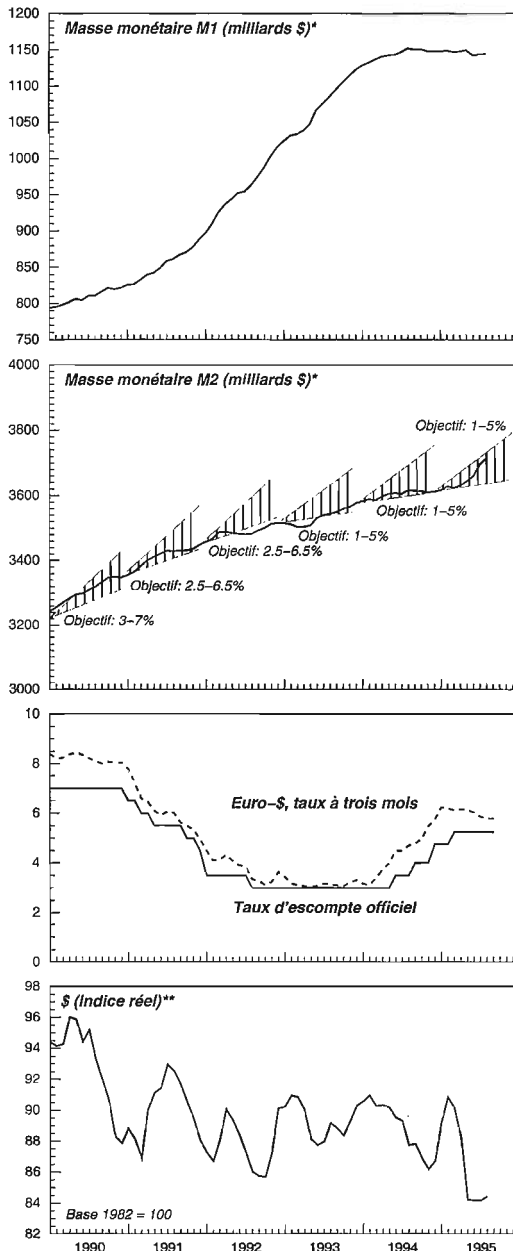 Masse monétaire M1 (milliards $)*
1200
1150
1100
1050
1000
950
900
850
800
750
Masse monétaire M2 (milliards $)*
4000
3800
3600
3400
3200
3000
Objectif: 1–5%
Objectif: 1–5%
Objectif: 1–5%
Objectif: 2.5–6.5%
Objectif: 2.5–6.5%
Objectif: 3–7%
10
8
6
4
2
0
Euro–$, taux à trois mois
Taux d'escompte officiel
$ (Indice réel)**
98
96
94
92
90
88
86
84
82
Base 1982 = 100
1990 1991 1992 1993 1994 1995